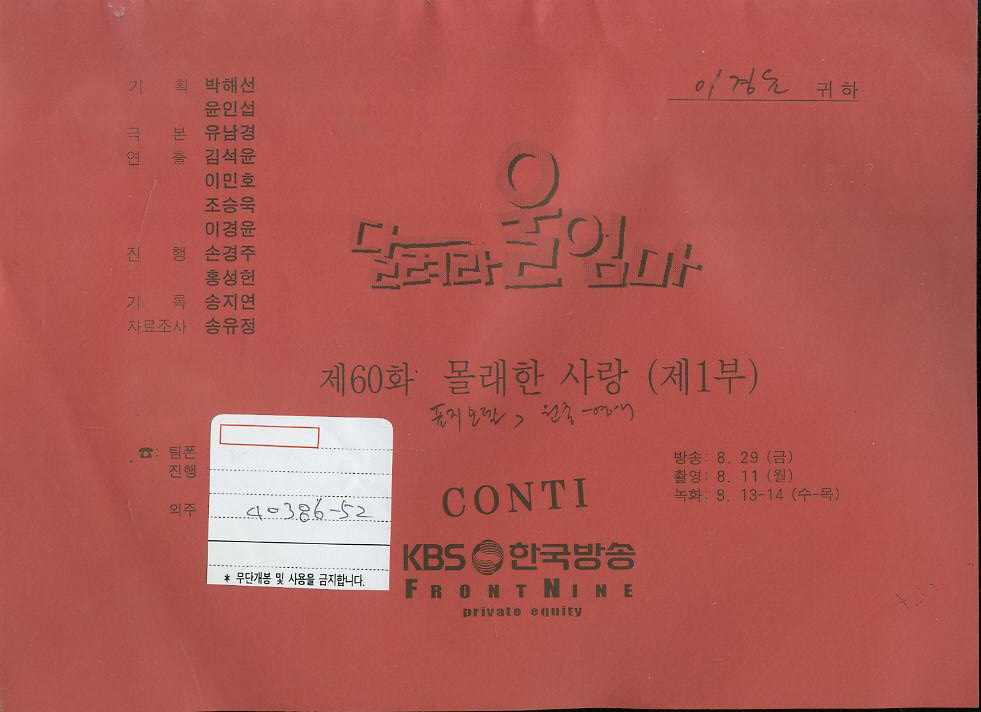 이경윤 귀하
기 획 박해선
윤인섭
극 본 유남경
연 출 김석윤
이민호
조승욱
이경윤
진 행 손경주
홍성헌
기 록 송지연
자료조사 송유정
달려라 울엄마
제60화 몰래한 사랑 (제1부)
☎: 팀폰 :
진행
외주
40386-52
* 무단개봉 및 사용을 금지합니다.
방송: 8. 29 (금)
촬영: 8. 11 (월)
녹화: 8. 13-14 (수-목)
CONTI
KBS 한국방송
FRONTNINE
private equity